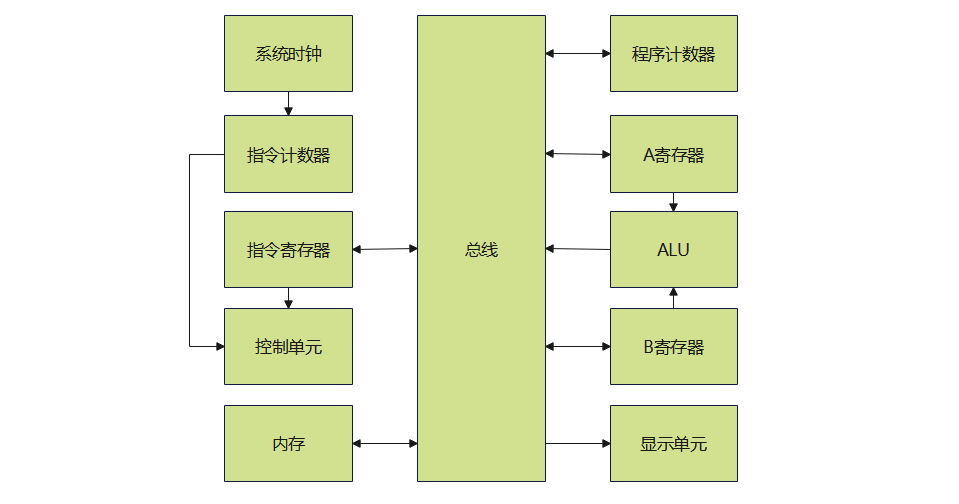 系统时钟
指令计数器
指令寄存器
控制单元
内存
总线
程序计数器
A寄存器
ALU
B寄存器
显示单元